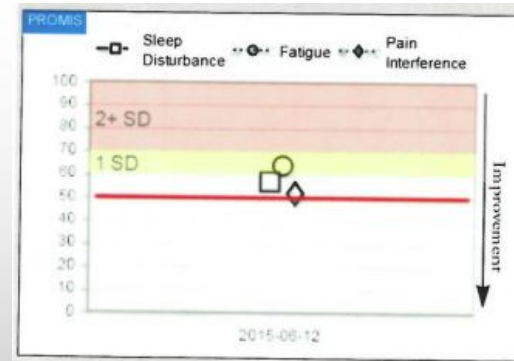 PROMIS
Sleep Disturbance
Fatigue
Pain Interference
100
90
80
70
60
50
40
30
20
10
0
2+ SD
1 SD
Improvement
2015-06-12